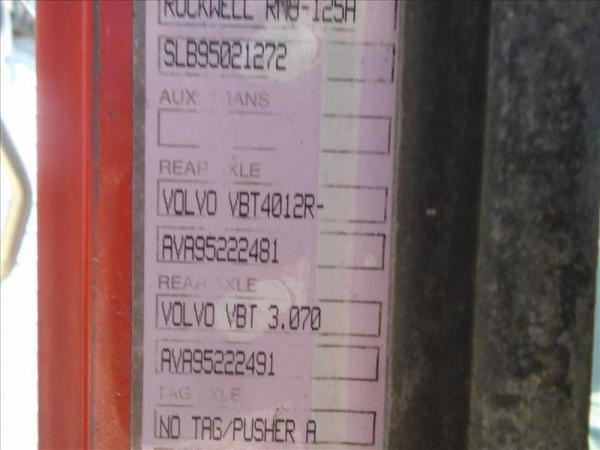 ROCKWELL RMB-125A
SLB95021272
AUX TRANS
REAR AXLE
VOLVO VBT4012R-
AVA95222481
REAR AXLE
VOLVO VBT 3.070
AVA95222491
TAG AXLE
NO TAG/PUSHER A